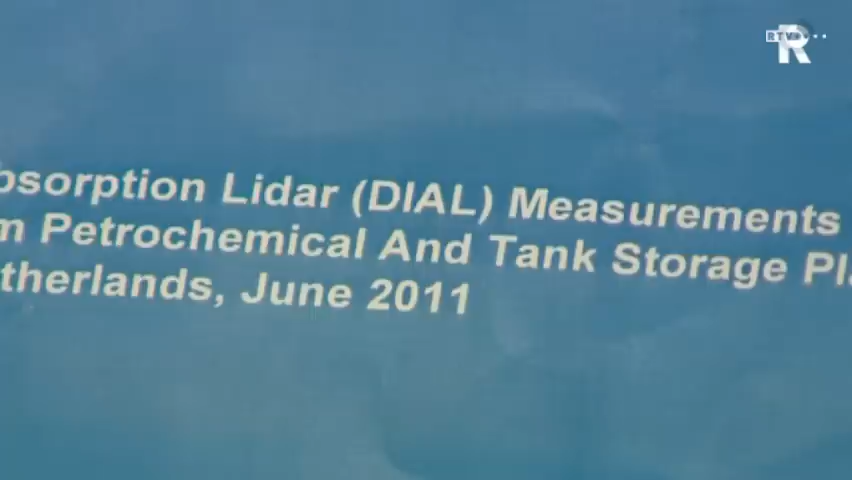 RTV R
bsorption Lidar (DIAL) Measurements
m Petrochemical And Tank Storage Pl
therlands, June 2011